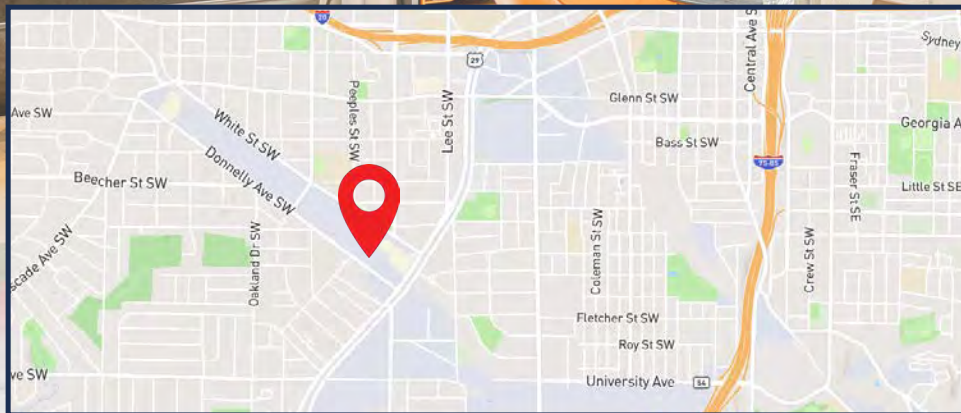 20
Sydney
Central Ave S
29
Glenn St SW
Ave SW
Peeples St SW
Lee St SW
White St SW
Georgia A
Bass St SW
75-85
Donnelly Ave SW
Beecher St SW
Fraser St SE
Little St SE
scade Ave SW
Oakland Dr SW
Coleman St SW
Crew St SW
Fletcher St SW
Roy St SW
ve SW
University Ave
54